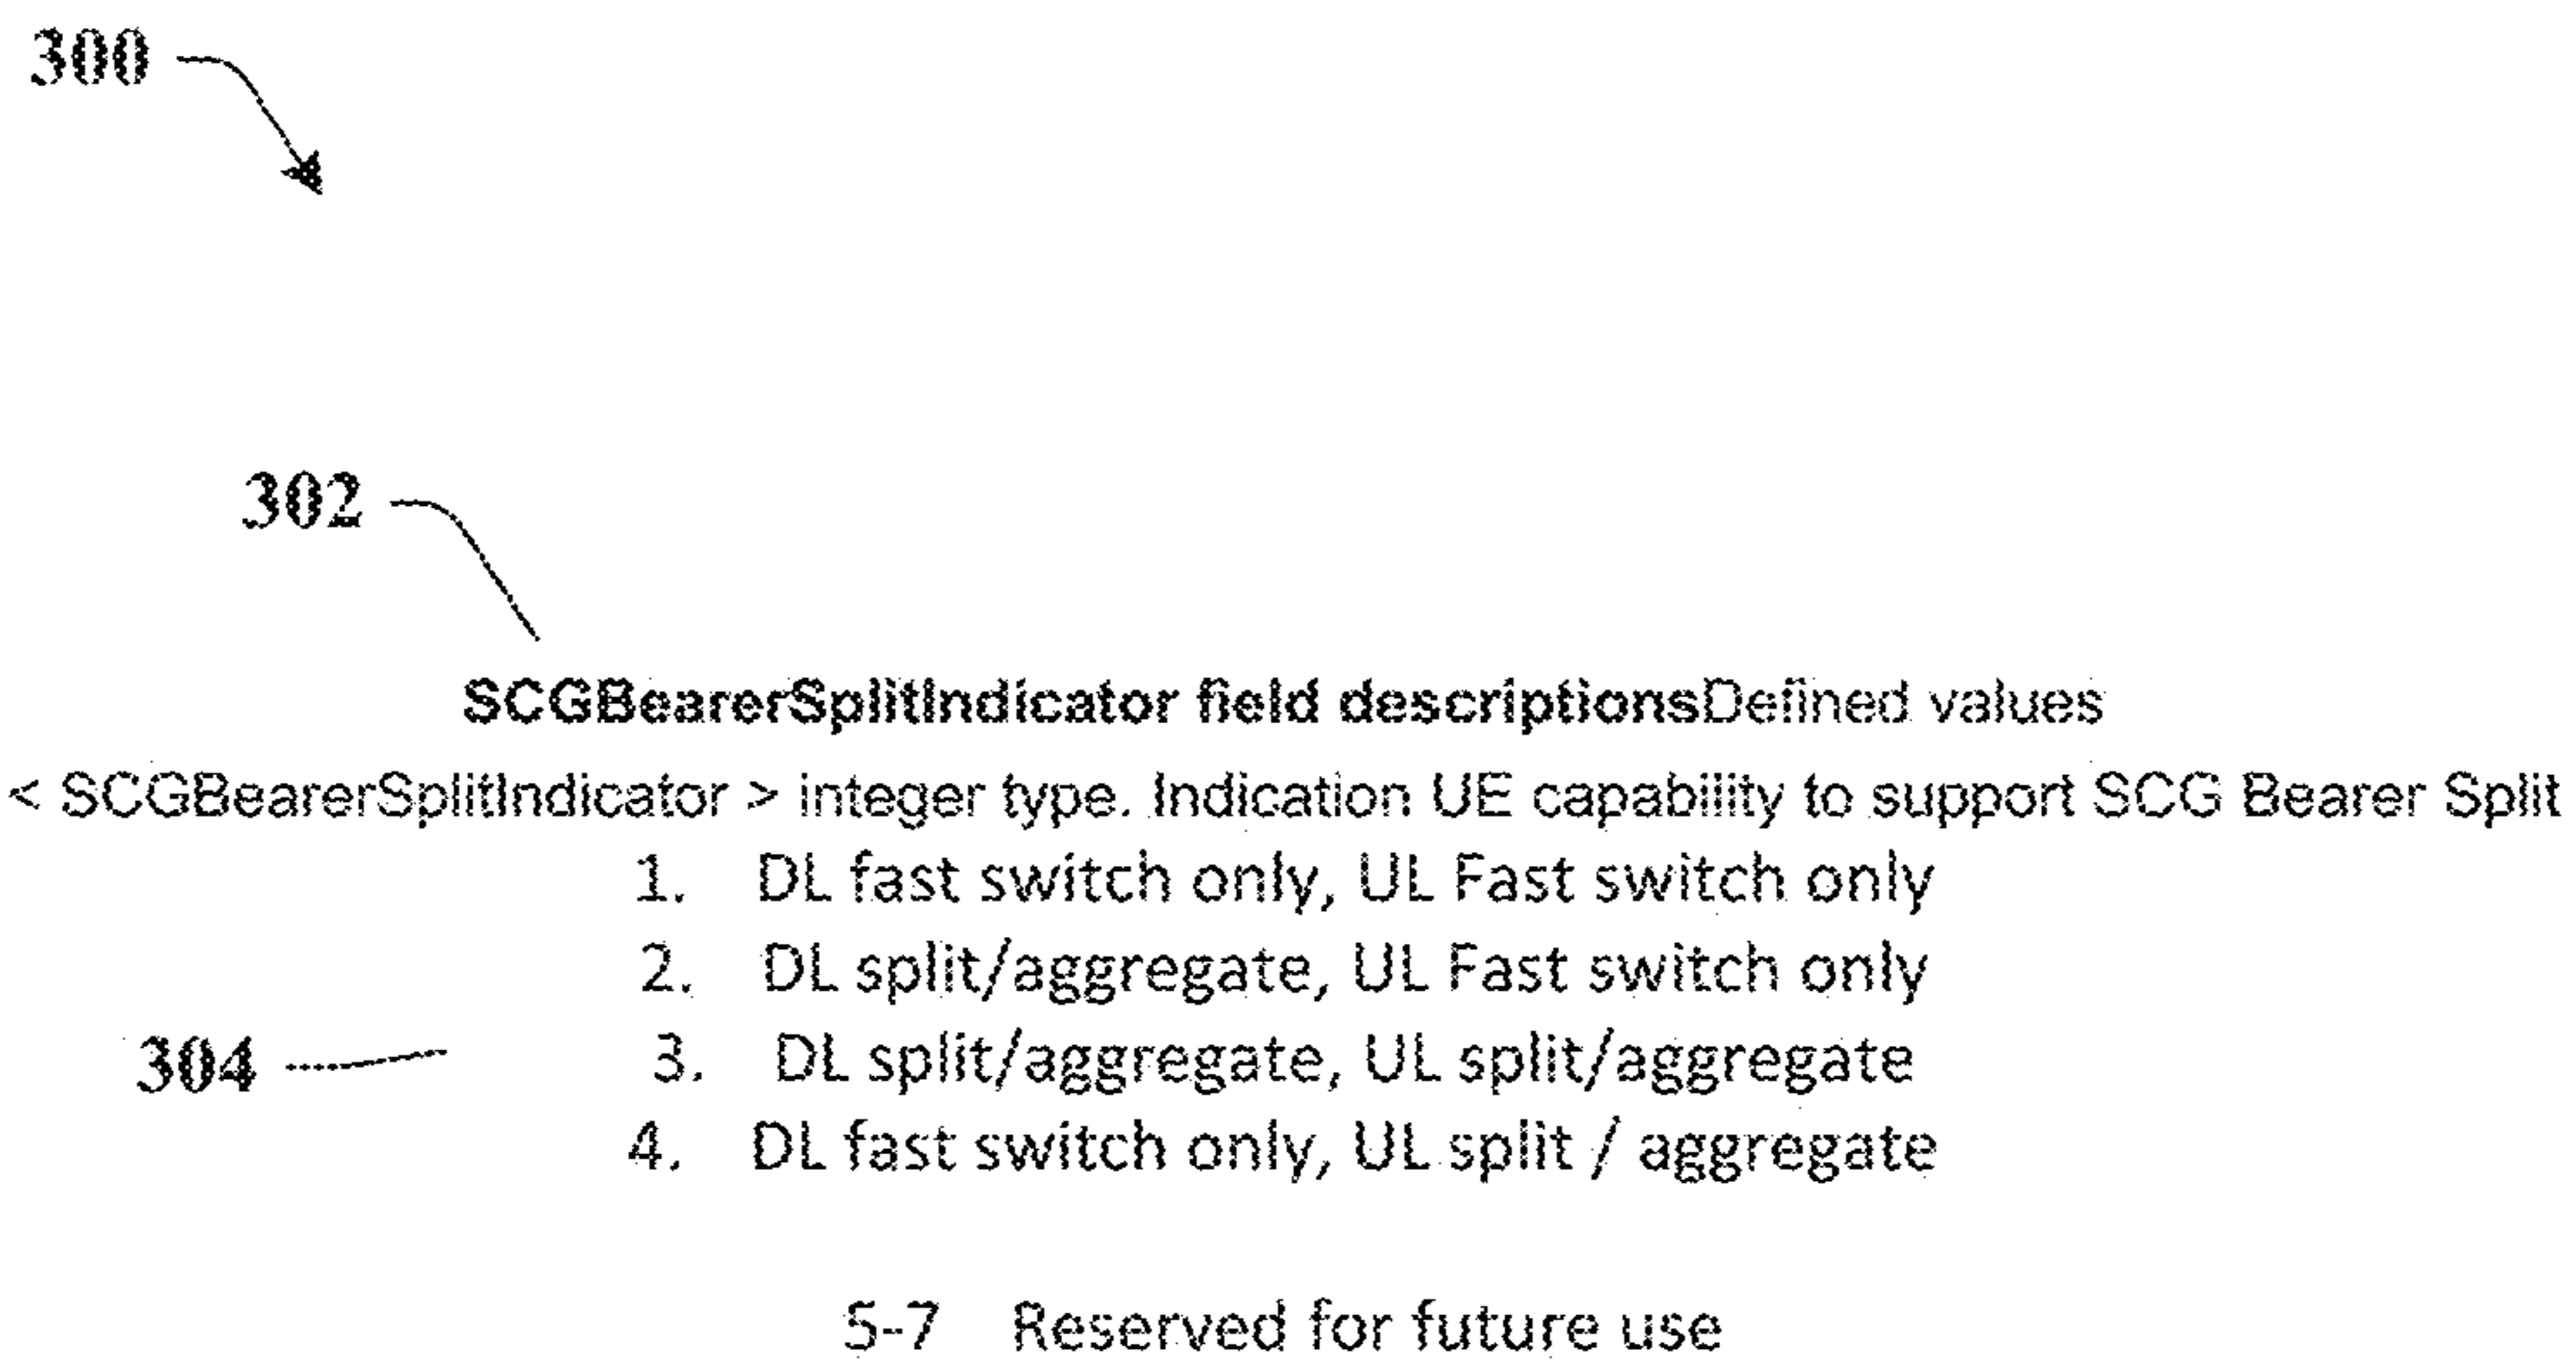 300
302
SCGBearerSplitIndicator field descriptionsDefined values
< SCGBearerSplitIndicator > integer type. Indication UE capability to support SCG Bearer Split
1. DL fast switch only, UL Fast switch only
2. DL split/aggregate, UL Fast switch only
304
3. DL split/aggregate, UL split/aggregate
4. DL fast switch only, UL split / aggregate
5-7 Reserved for future use